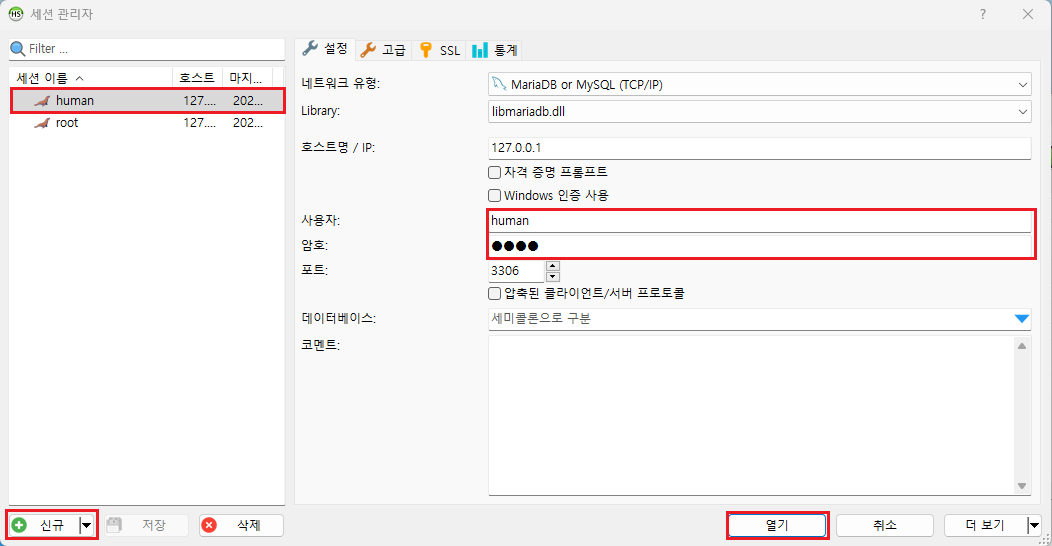 HS 세션 관리자
Filter ...
세션 이름 호스트 마지...
human 127.... 202...
root 127.... 202...
신규 저장 삭제
설정 고급 SSL 통계
네트워크 유형: MariaDB or MySQL (TCP/IP)
Library: libmariadb.dll
호스트명 / IP: 127.0.0.1
자격 증명 프롬프트
Windows 인증 사용
사용자: human
암호: ●●●●
포트: 3306
압축된 클라이언트/서버 프로토콜
데이터베이스: 세미콜론으로 구분
코멘트:
열기 취소 더 보기